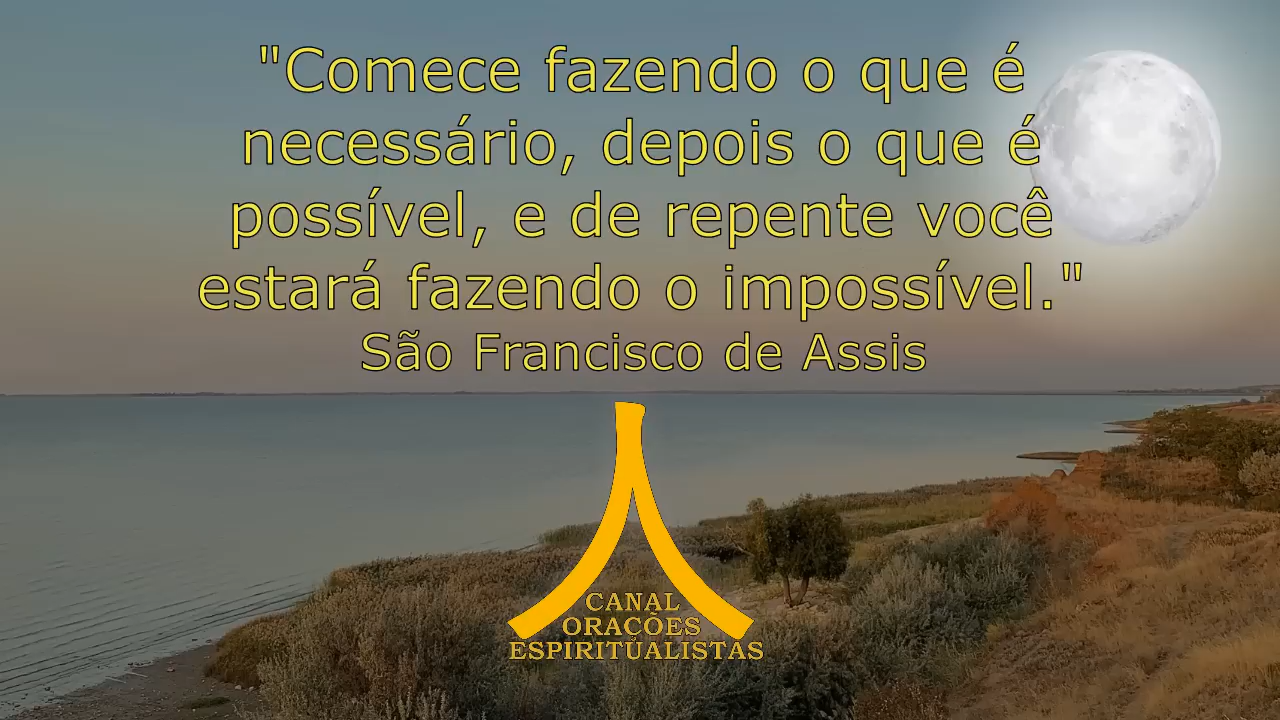 "Comece fazendo o que é
necessário, depois o que é
possível, e de repente você
estará fazendo o impossível."
São Francisco de Assis
CANAL
ORAÇÕES
ESPIRITUALISTAS